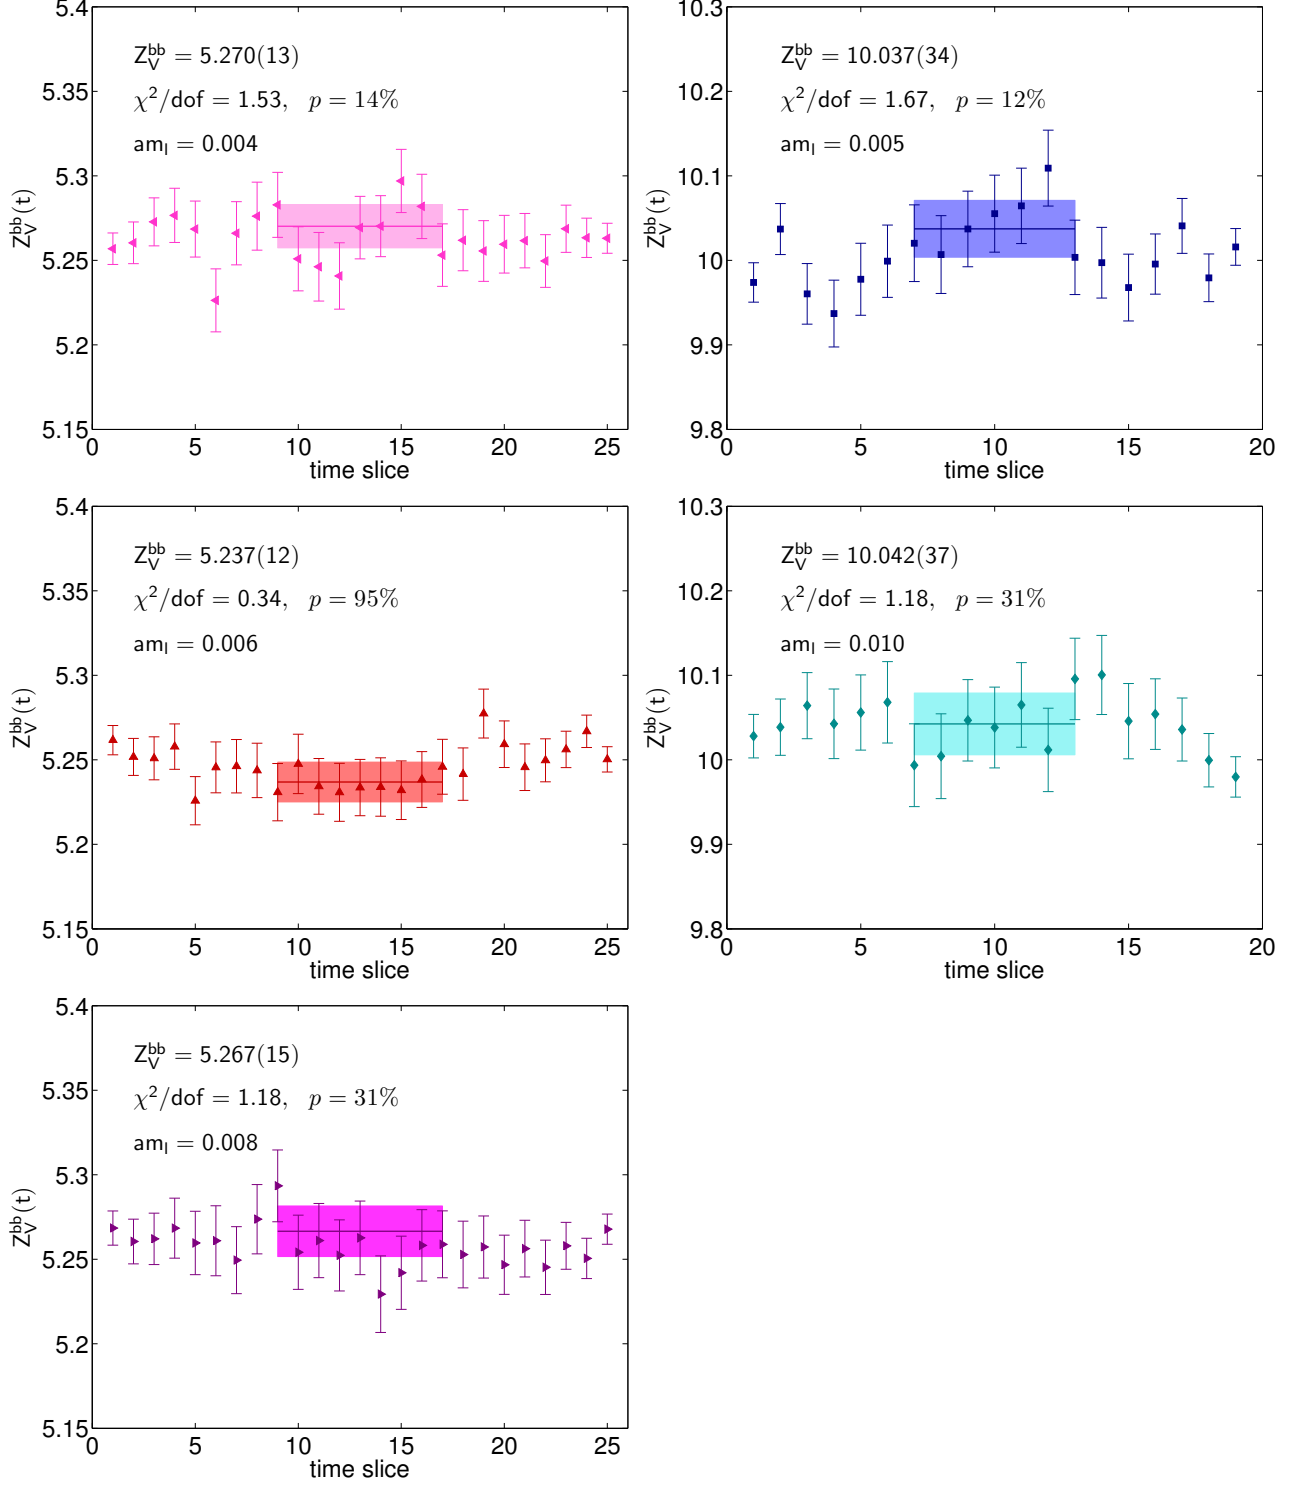 5.4
5.35
5.3
5.25
5.2
5.15
Z_V^bb(t)
Z_V^bb = 5.270(13)
χ²/dof = 1.53, p = 14%
am_l = 0.004
0 5 10 15 20 25
time slice
10.3
10.2
10.1
10
9.9
9.8
Z_V^bb(t)
Z_V^bb = 10.037(34)
χ²/dof = 1.67, p = 12%
am_l = 0.005
0 5 10 15 20
time slice
5.4
5.35
5.3
5.25
5.2
5.15
Z_V^bb(t)
Z_V^bb = 5.237(12)
χ²/dof = 0.34, p = 95%
am_l = 0.006
0 5 10 15 20 25
time slice
10.3
10.2
10.1
10
9.9
9.8
Z_V^bb(t)
Z_V^bb = 10.042(37)
χ²/dof = 1.18, p = 31%
am_l = 0.010
0 5 10 15 20
time slice
5.4
5.35
5.3
5.25
5.2
5.15
Z_V^bb(t)
Z_V^bb = 5.267(15)
χ²/dof = 1.18, p = 31%
am_l = 0.008
0 5 10 15 20 25
time slice